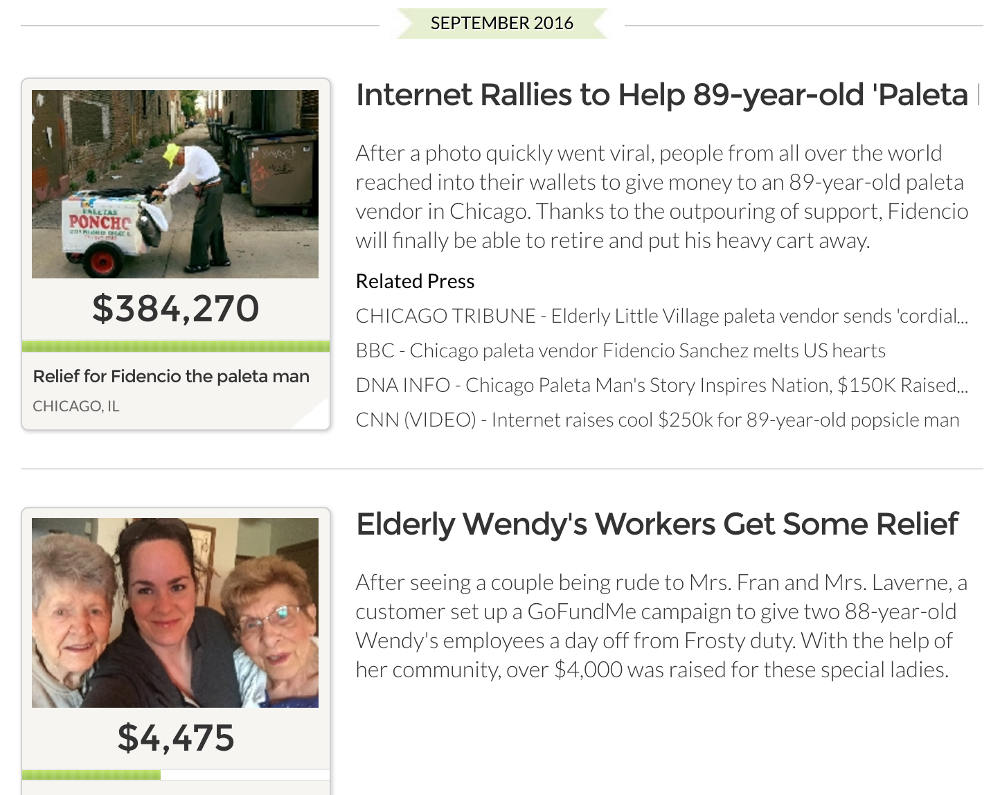 SEPTEMBER 2016
Internet Rallies to Help 89-year-old 'Paleta
After a photo quickly went viral, people from all over the world
reached into their wallets to give money to an 89-year-old paleta
vendor in Chicago. Thanks to the outpouring of support, Fidencio
will finally be able to retire and put his heavy cart away.
Related Press
CHICAGO TRIBUNE - Elderly Little Village paleta vendor sends 'cordial...
BBC - Chicago paleta vendor Fidencio Sanchez melts US hearts
DNA INFO - Chicago Paleta Man's Story Inspires Nation, $150K Raised...
CNN (VIDEO) - Internet raises cool $250k for 89-year-old popsicle man
PALETAS
PONCHO
$384,270
Relief for Fidencio the paleta man
CHICAGO, IL
Elderly Wendy's Workers Get Some Relief
After seeing a couple being rude to Mrs. Fran and Mrs. Laverne, a
customer set up a GoFundMe campaign to give two 88-year-old
Wendy's employees a day off from Frosty duty. With the help of
her community, over $4,000 was raised for these special ladies.
$4,475